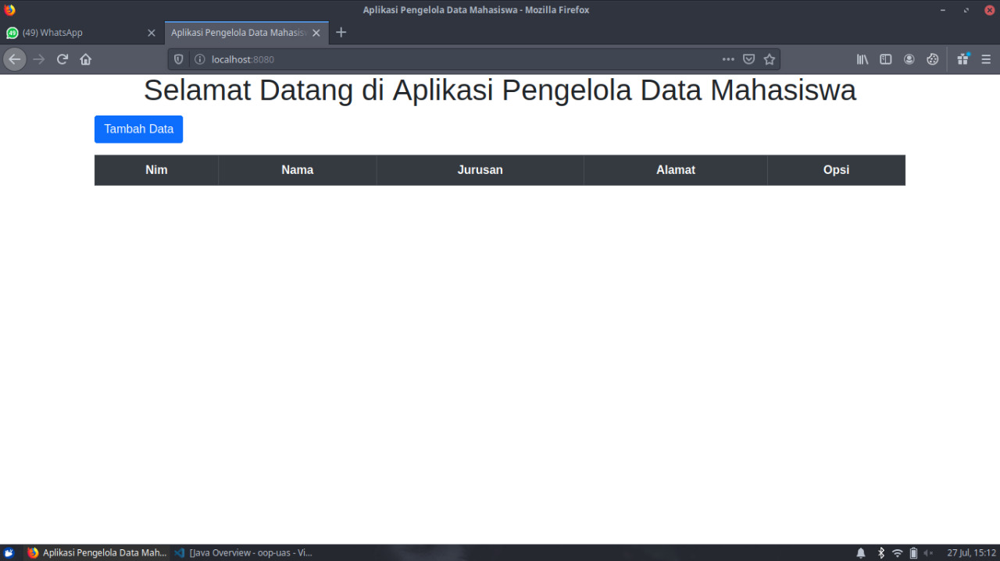 Aplikasi Pengelola Data Mahasiswa - Mozilla Firefox
49 (49) WhatsApp
Aplikasi Pengelola Data Mahasis
localhost:8080
Selamat Datang di Aplikasi Pengelola Data Mahasiswa
Tambah Data
Nim Nama Jurusan Alamat Opsi
Aplikasi Pengelola Data Mah... [Java Overview - oop-uas - Vi... 27 Jul, 15:12